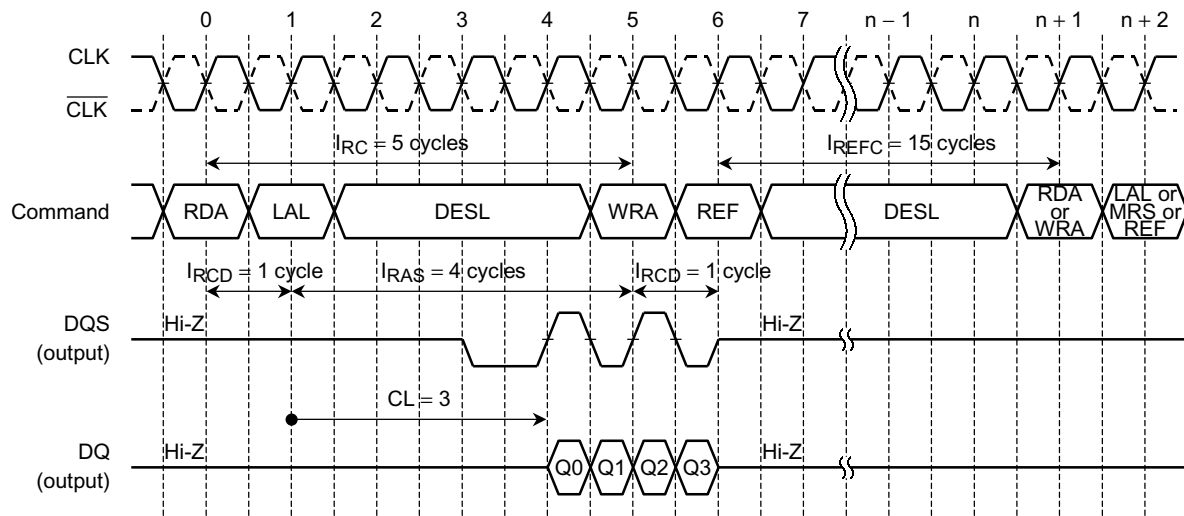 0 1 2 3 4 5 6 7 n − 1 n n + 1 n + 2
CLK
CLK
IRC = 5 cycles IREFC = 15 cycles
Command RDA LAL DESL WRA REF DESL RDA or WRA LAL or MRS or REF
IRCD = 1 cycle IRAS = 4 cycles IRCD = 1 cycle
DQS
(output)
Hi-Z Hi-Z
CL = 3
DQ
(output)
Hi-Z Q0 Q1 Q2 Q3 Hi-Z